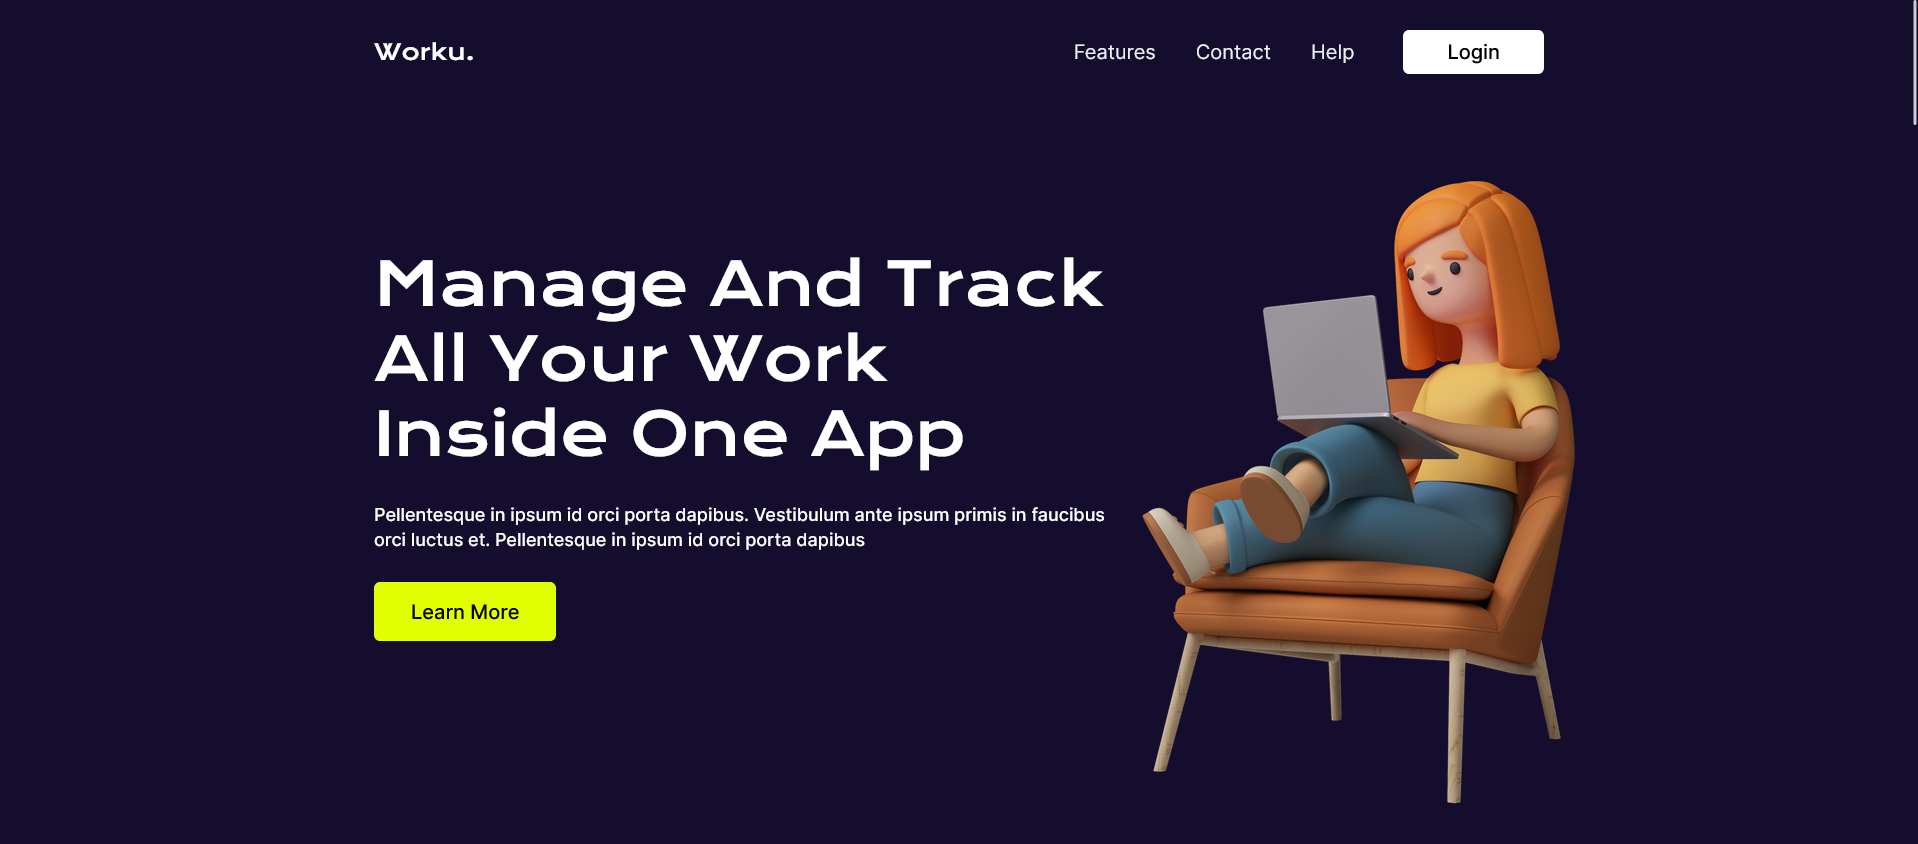 Worku.
Features
Contact
Help
Login
Manage And Track
All Your Work
Inside One App
Pellentesque in ipsum id orci porta dapibus. Vestibulum ante ipsum primis in faucibus
orci luctus et. Pellentesque in ipsum id orci porta dapibus
Learn More